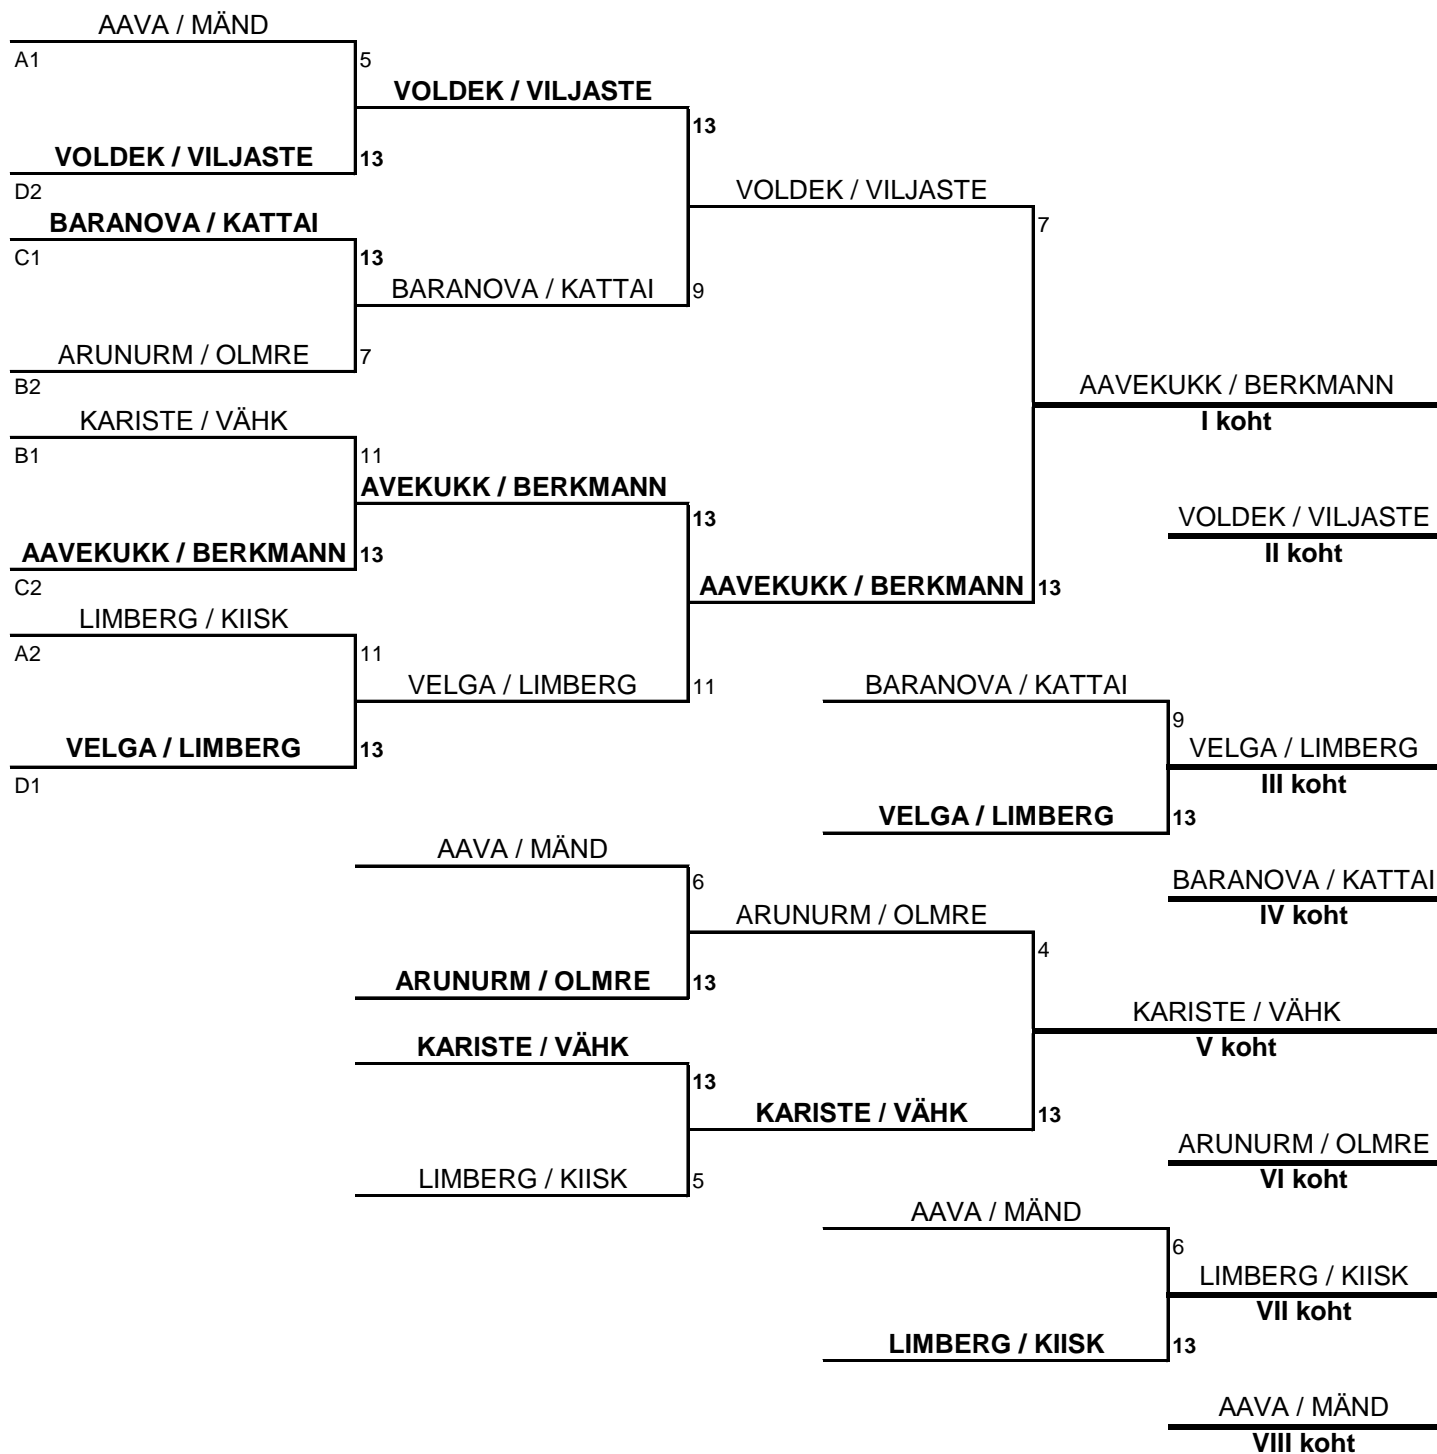 AAVA / MÄND
A1
5
VOLDEK / VILJASTE
13
VOLDEK / VILJASTE
13
D2
VOLDEK / VILJASTE
7
BARANOVA / KATTAI
C1
13
BARANOVA / KATTAI
9
ARUNURM / OLMRE
7
B2
AAVEKUKK / BERKMANN
I koht
KARISTE / VÄHK
B1
11
AVEKUKK / BERKMANN
13
VOLDEK / VILJASTE
II koht
AAVEKUKK / BERKMANN
13
C2
AAVEKUKK / BERKMANN
13
LIMBERG / KIISK
A2
11
VELGA / LIMBERG
11
BARANOVA / KATTAI
9
VELGA / LIMBERG
13
D1
VELGA / LIMBERG
III koht
VELGA / LIMBERG
13
AAVA / MÄND
6
BARANOVA / KATTAI
IV koht
ARUNURM / OLMRE
4
ARUNURM / OLMRE
13
KARISTE / VÄHK
V koht
KARISTE / VÄHK
13
KARISTE / VÄHK
13
ARUNURM / OLMRE
VI koht
LIMBERG / KIISK
5
AAVA / MÄND
6
LIMBERG / KIISK
VII koht
LIMBERG / KIISK
13
AAVA / MÄND
VIII koht